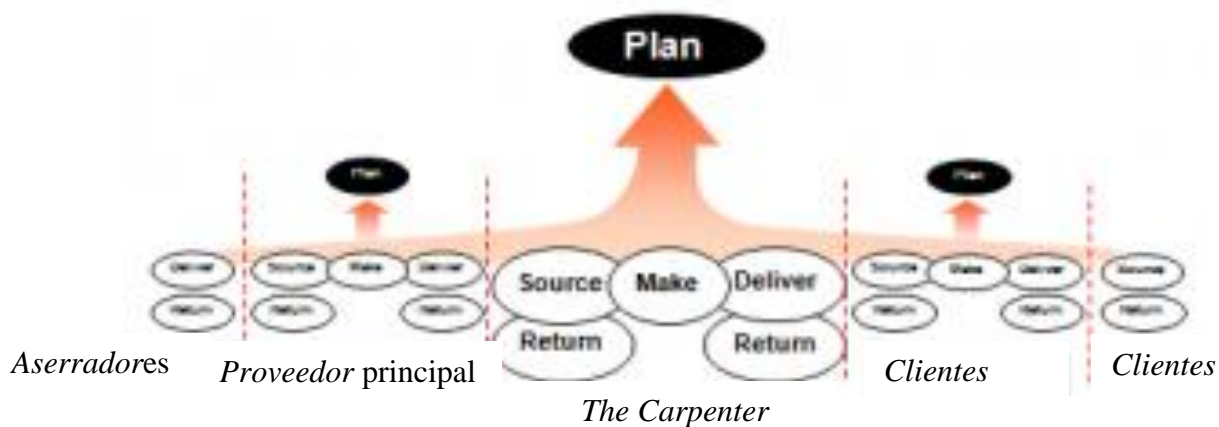 Plan
Plan Plan
Deliver Source Make Deliver Source Make Deliver Source Make Deliver Source
Return Return Return Return Return Return Return Return
Aserradores Proveedor principal Clientes Clientes
The Carpenter